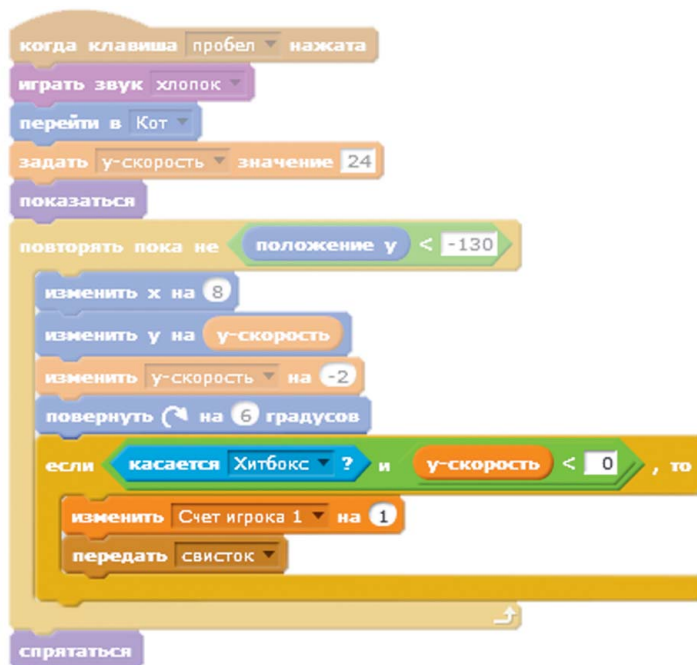 когда клавиша пробел нажата
играть звук хлопок
перейти в Кот
задать у-скорость значение 24
показаться
повторять пока не положение у < -130
изменить х на 8
изменить у на у-скорость
изменить у-скорость на -2
повернуть на 6 градусов
если касается Хитбокс ? и у-скорость < 0 , то
изменить Счет игрока 1 на 1
передать свисток
спрятаться